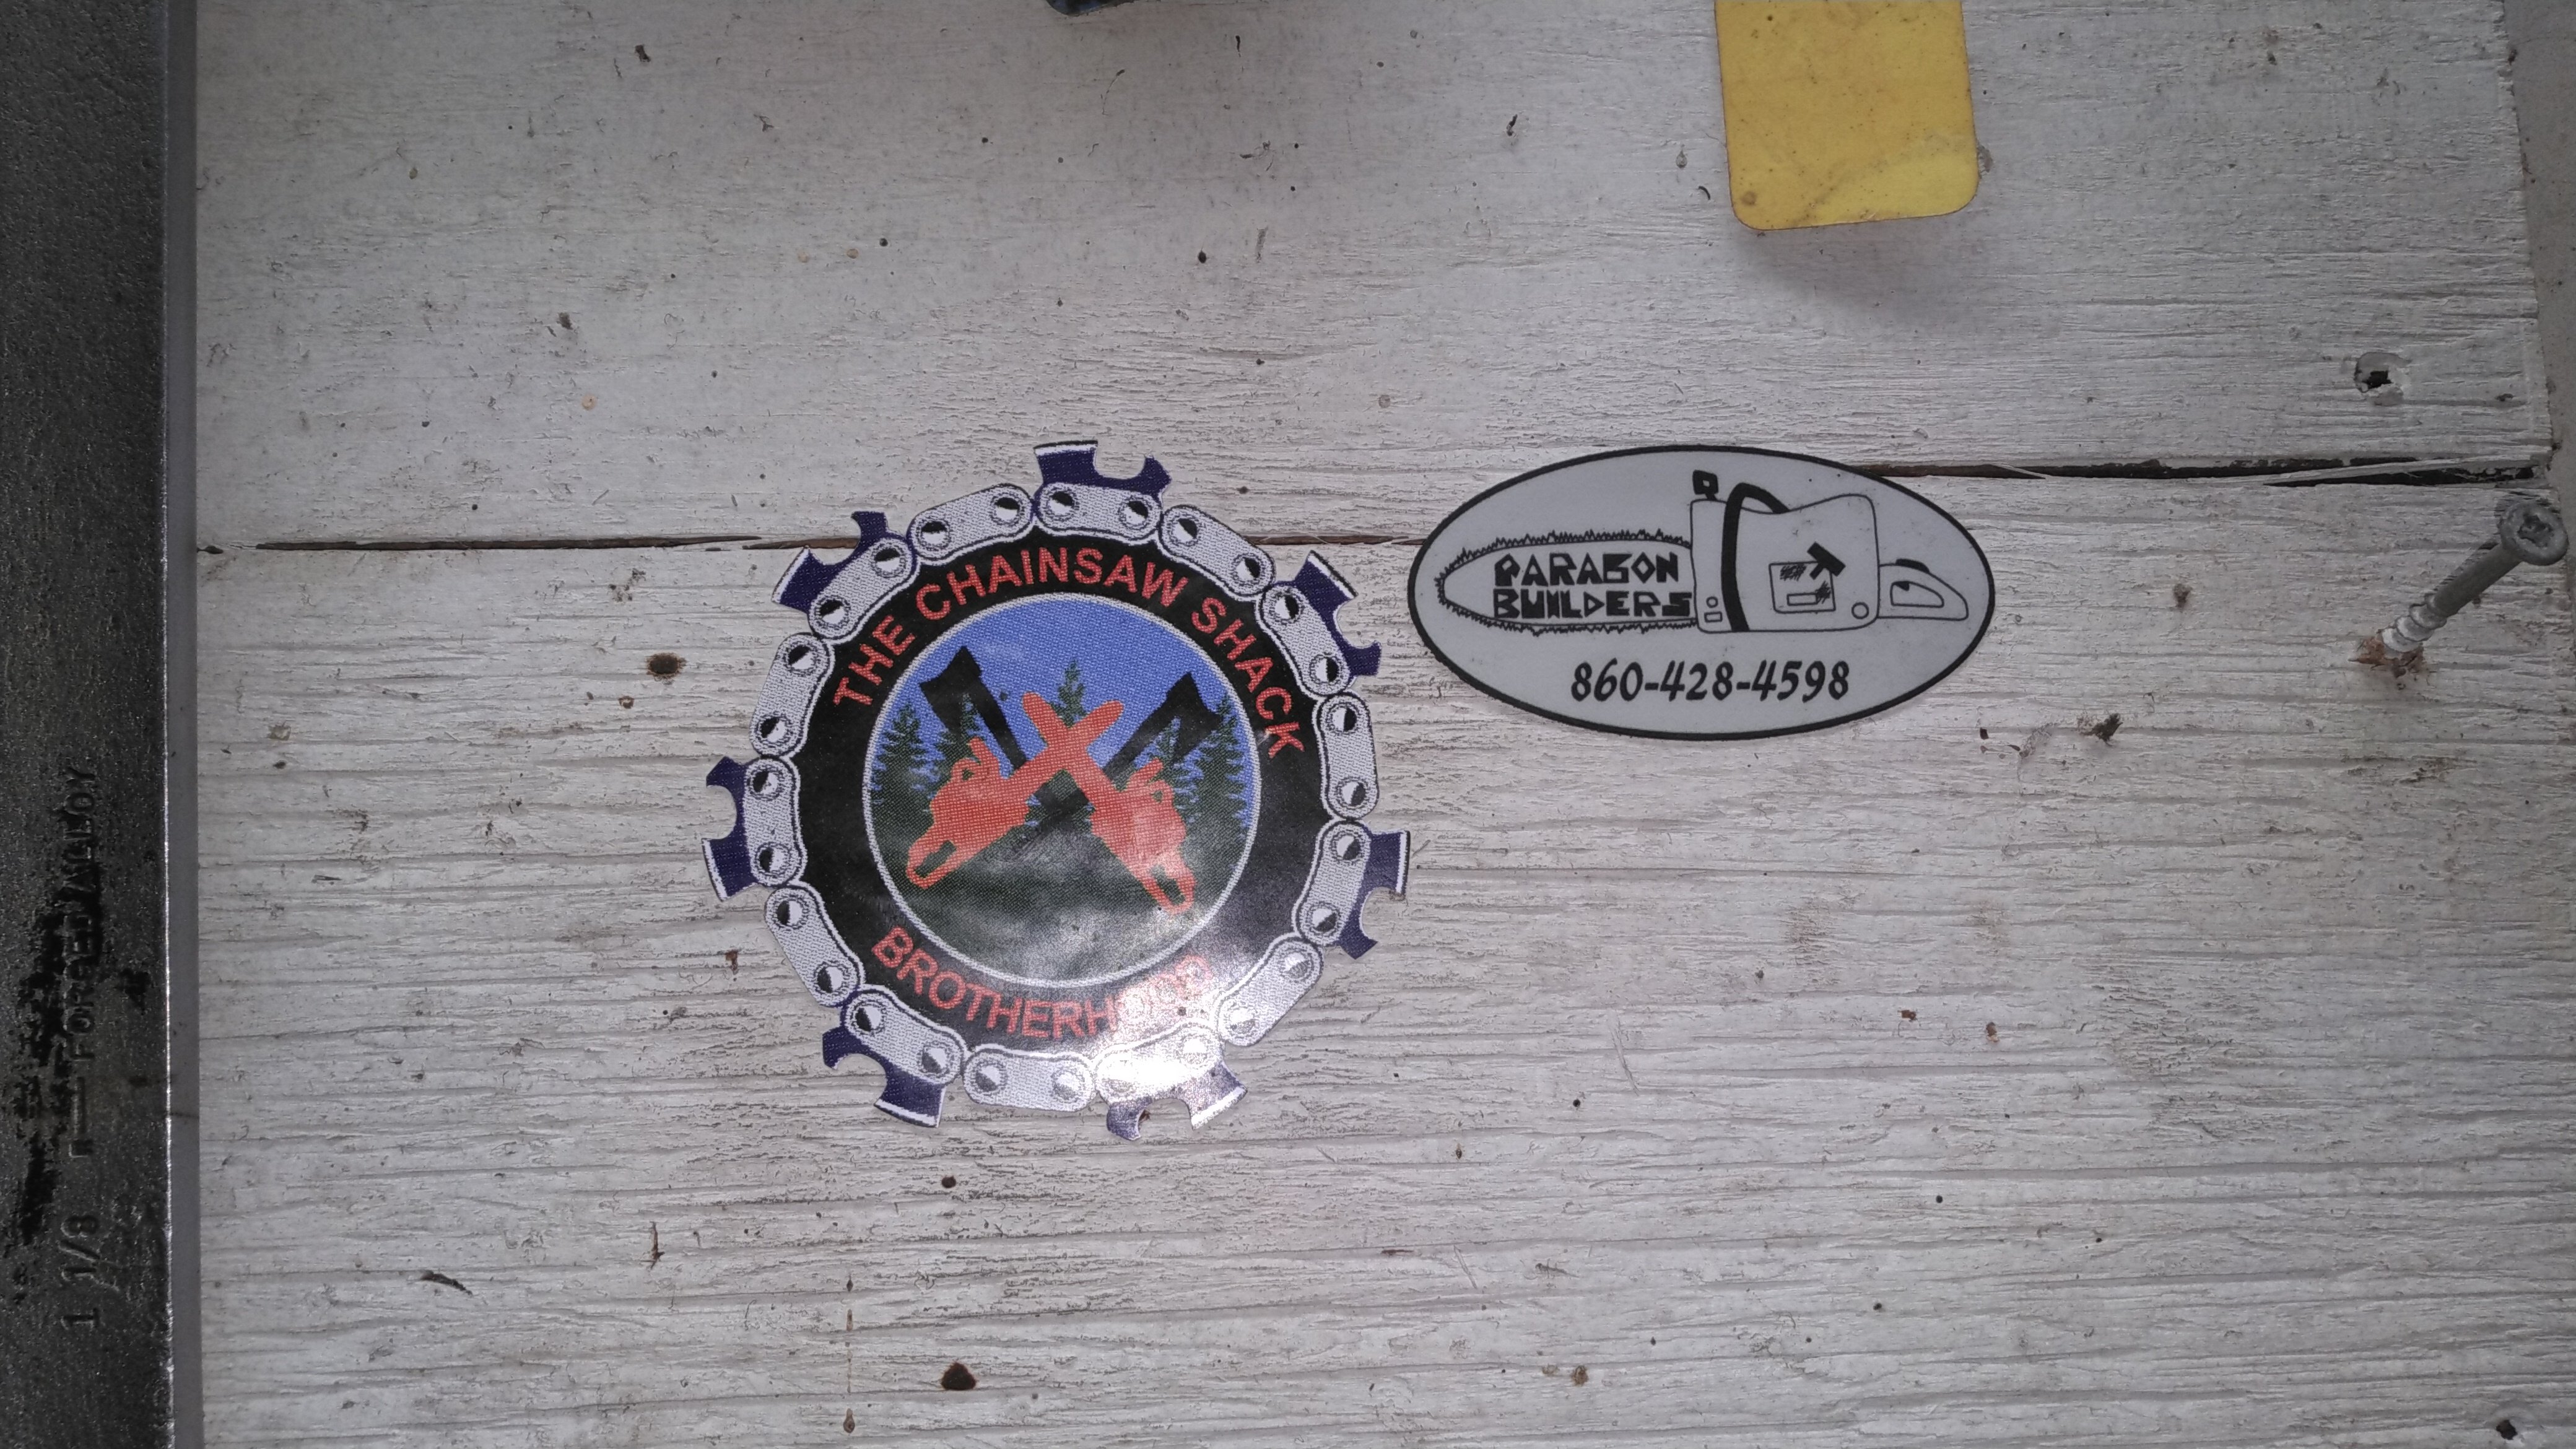 THE CHAINSAW SHACK
BROTHERHOOD
PARAGON
BUILDERS
860-428-4598
1 1/8
FORGED ALLOY